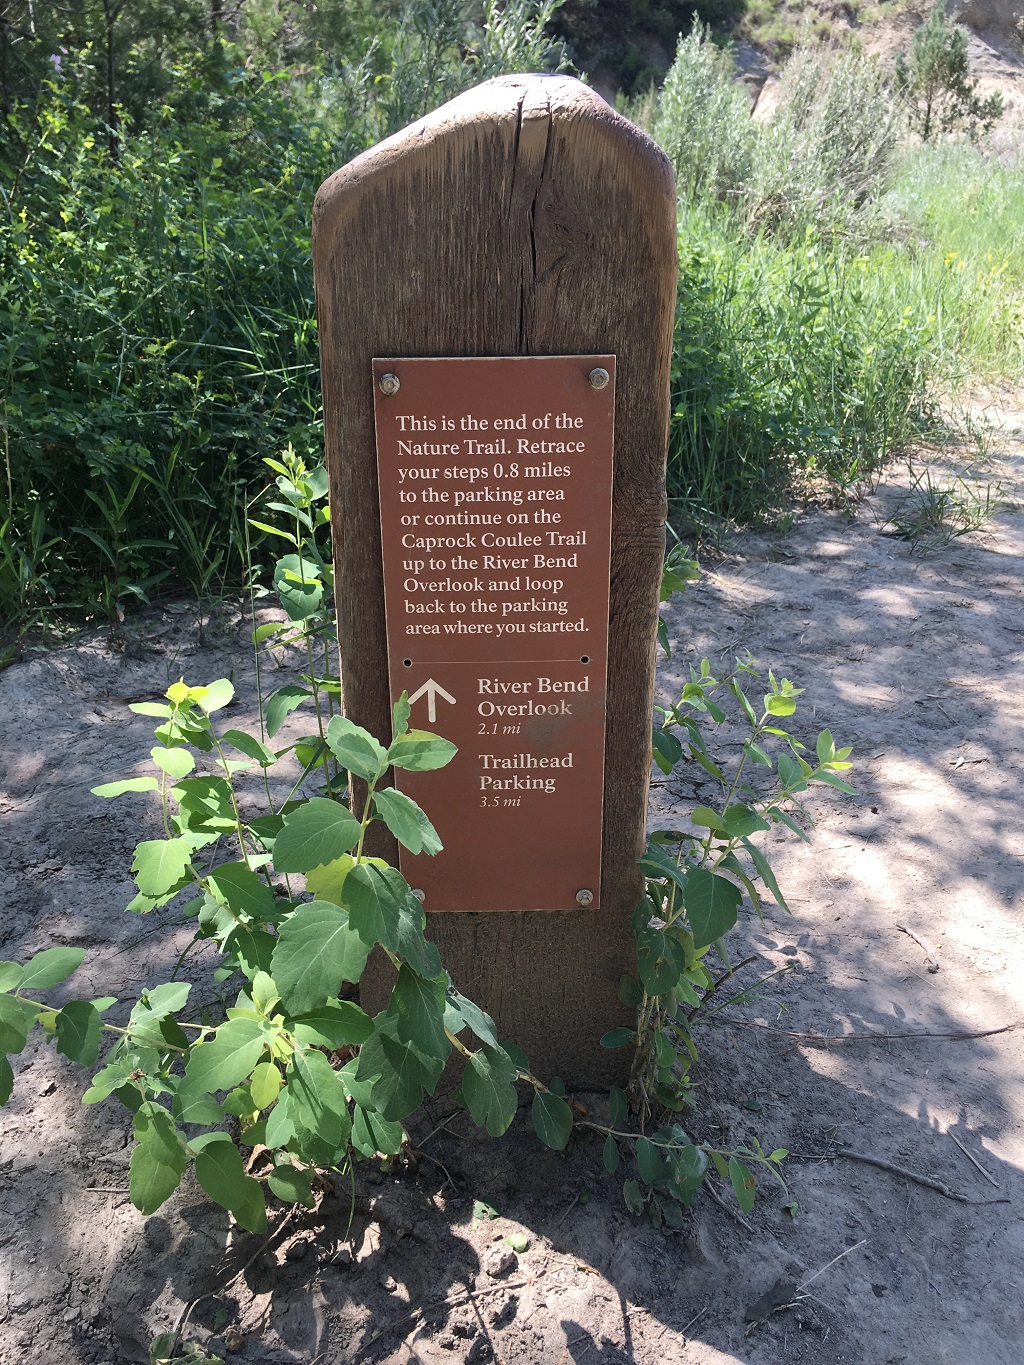 This is the end of the
Nature Trail. Retrace
your steps 0.8 miles
to the parking area
or continue on the
Caprock Coulee Trail
up to the River Bend
Overlook and loop
back to the parking
area where you started.
River Bend
Overlook
2.1 mi
Trailhead
Parking
3.5 mi